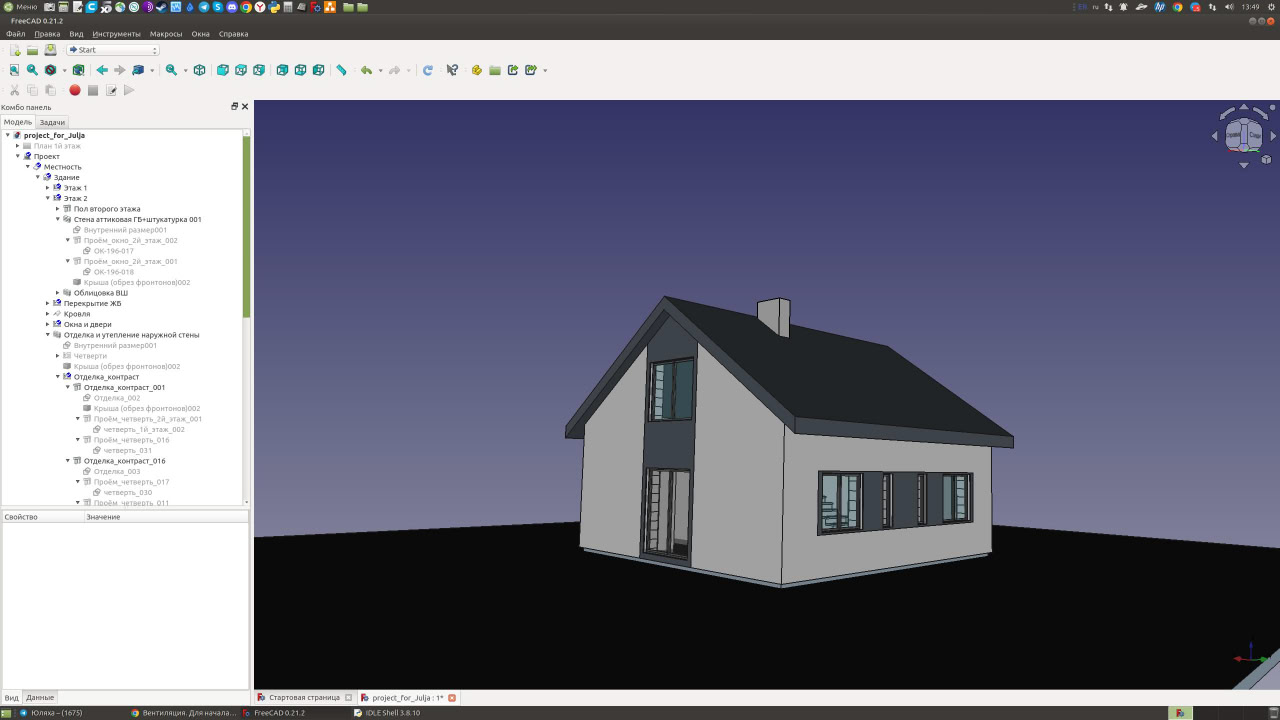 Меню
EN
ru
13:49
FreeCAD 0.21.2
Файл Правка Вид Инструменты Макросы Окна Справка
Start
Комбо панель
Модель Задачи
project_for_Julja
План 1й этаж
Проект
Местность
Здание
Этаж 1
Этаж 2
Пол второго этажа
Стена аттиковая ГБ+штукатурка 001
Внутренний размер001
Проём_окно_2й_этаж_002
ОК-196-017
Проём_окно_2й_этаж_001
ОК-196-018
Крыша (обрез фронтонов)002
Облицовка ВШ
Перекрытие ЖБ
Кровля
Окна и двери
Отделка и утепление наружной стены
Внутренний размер001
Четверти
Крыша (обрез фронтонов)002
Отделка_контраст
Отделка_контраст_001
Отделка_002
Крыша (обрез фронтонов)002
Проём_четверть_2й_этаж_001
четверть_1й_этаж_002
Проём_четверть_016
четверть_031
Отделка_контраст_016
Отделка_003
Проём_четверть_017
четверть_030
Проём_четверть_011
Свойство Значение
Вид Данные
Стартовая страница
project_for_Julja : 1*
Юляха – (1675)
Вентиляция. Для начала...
FreeCAD 0.21.2
IDLE Shell 3.8.10